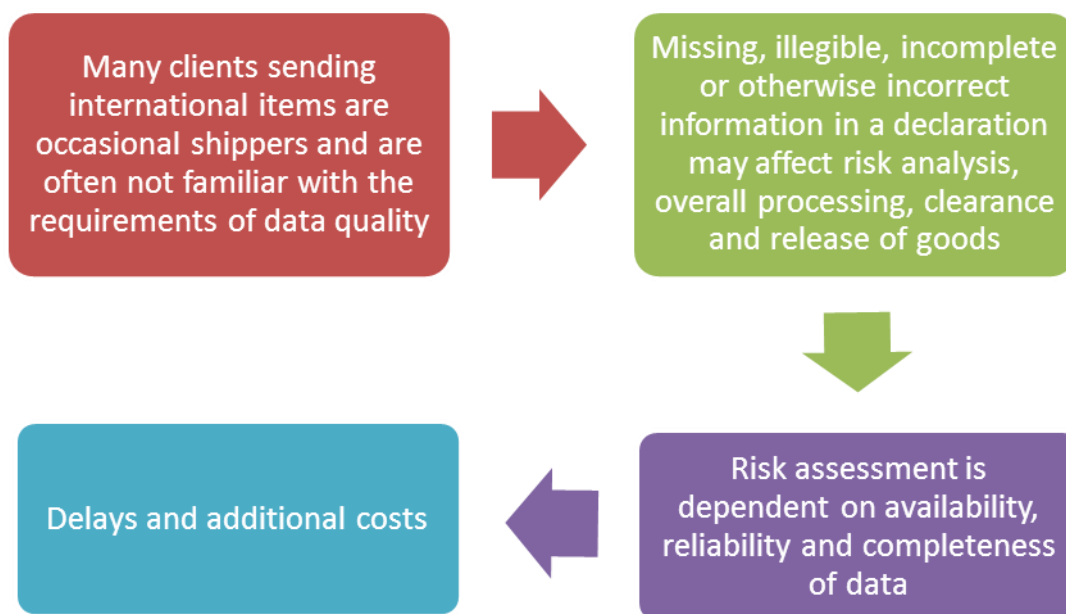 Many clients sending
international items are
occasional shippers and are
often not familiar with the
requirements of data quality
Missing, illegible, incomplete
or otherwise incorrect
information in a declaration
may affect risk analysis,
overall processing, clearance
and release of goods
Risk assessment is
dependent on availability,
reliability and completeness
of data
Delays and additional costs